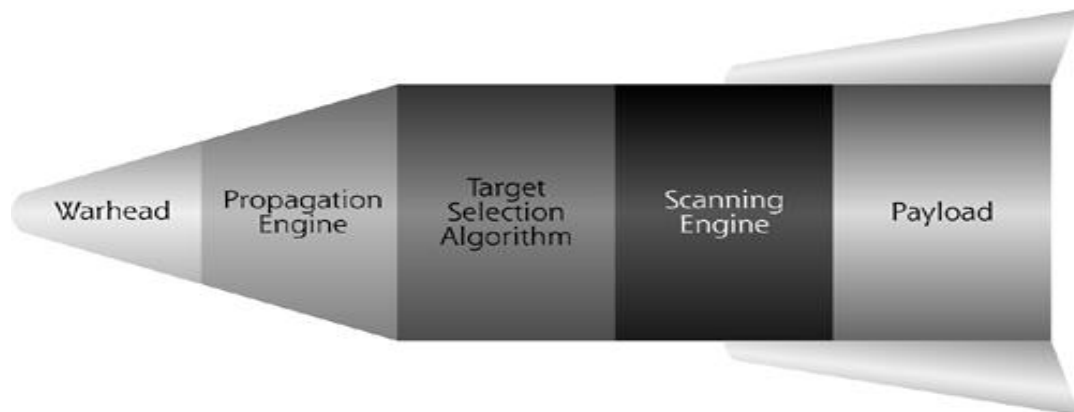 Warhead
Propagation
Engine
Target
Selection
Algorithm
Scanning
Engine
Payload